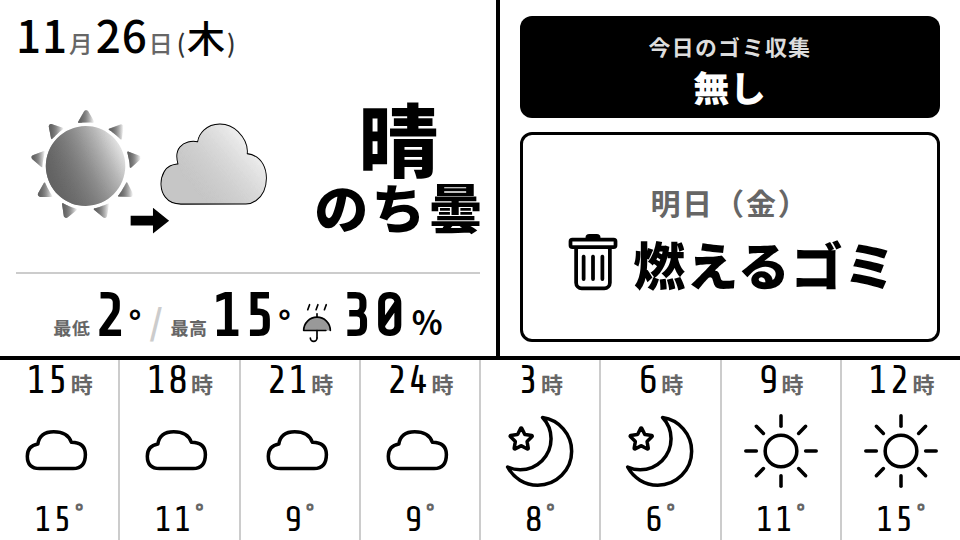 11月26日(木)
晴
のち曇
最低 2°/ 最高 15° 30%
今日のゴミ収集
無し
明日（金）
燃えるゴミ
15時 18時 21時 24時 3時 6時 9時 12時
15° 11° 9° 9° 8° 6° 11° 15°